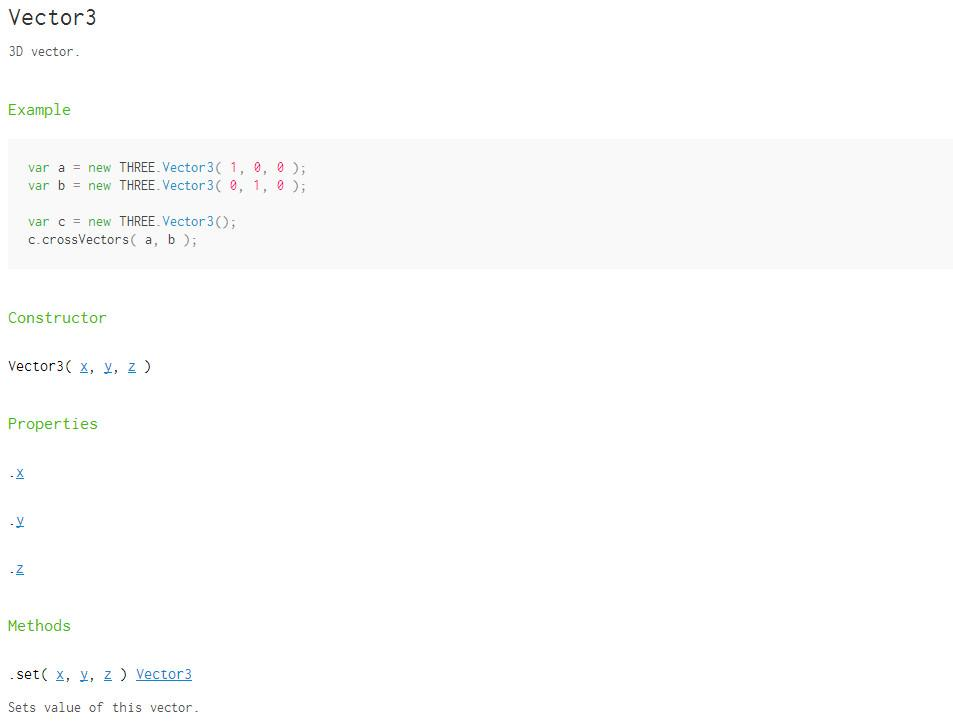 Vector3
3D vector.
Example
var a = new THREE.Vector3( 1, 0, 0 );
var b = new THREE.Vector3( 0, 1, 0 );
var c = new THREE.Vector3();
c.crossVectors( a, b );
Constructor
Vector3( x, y, z )
Properties
.x
.y
.z
Methods
.set( x, y, z ) Vector3
Sets value of this vector.